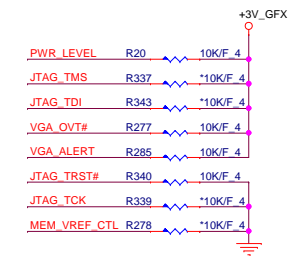 +3V_GFX
PWR_LEVEL R20 10K/F_4
JTAG_TMS R337 *10K/F_4
JTAG_TDI R343 *10K/F_4
VGA_OVT# R277 10K/F_4
VGA_ALERT R285 10K/F_4
JTAG_TRST# R340 10K/F_4
JTAG_TCK R339 *10K/F_4
MEM_VREF_CTL R278 *10K/F_4